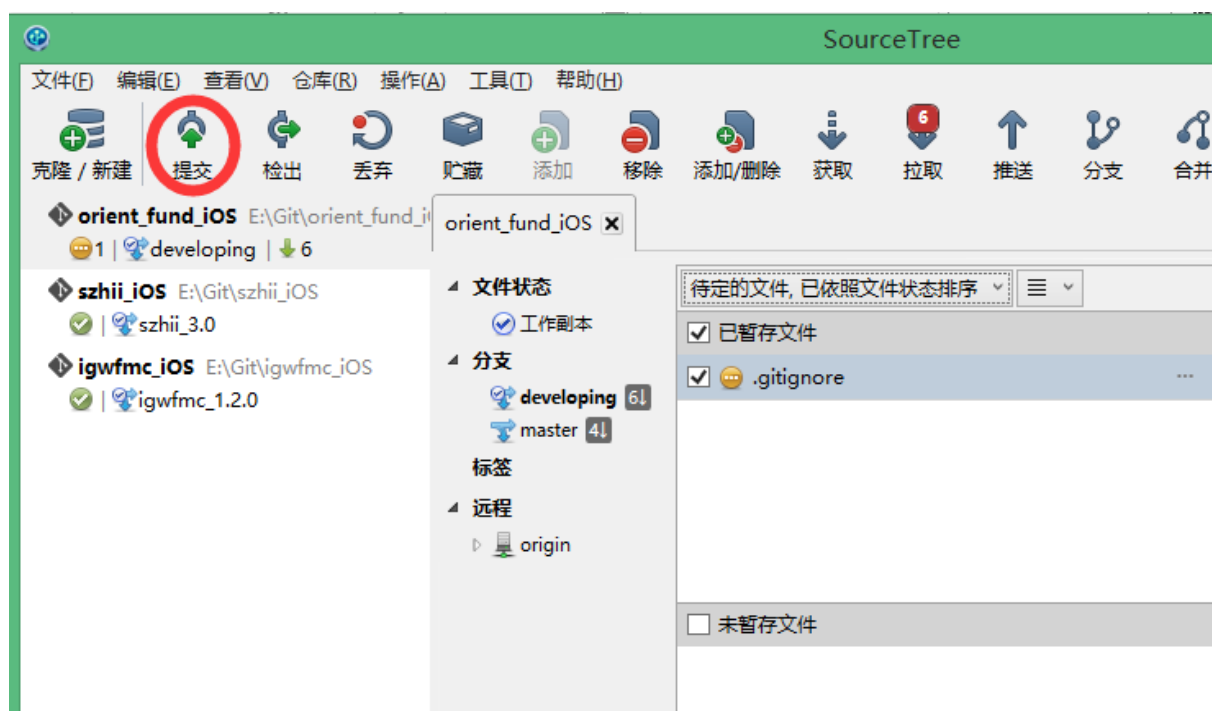 SourceTree
文件(F) 编辑(E) 查看(V) 仓库(R) 操作(A) 工具(T) 帮助(H)
6
克隆 / 新建 提交 检出 丢弃 贮藏 添加 移除 添加/删除 获取 拉取 推送 分支 合并
orient_fund_iOS E:\Git\orient_fund_i
1 | developing | 6
szhii_iOS E:\Git\szhii_iOS
| szhii_3.0
igwfmc_iOS E:\Git\igwfmc_iOS
| igwfmc_1.2.0
orient_fund_iOS
文件状态
工作副本
分支
developing 6↓
master 4↓
标签
远程
origin
待定的文件, 已依照文件状态排序
已暂存文件
.gitignore ...
未暂存文件